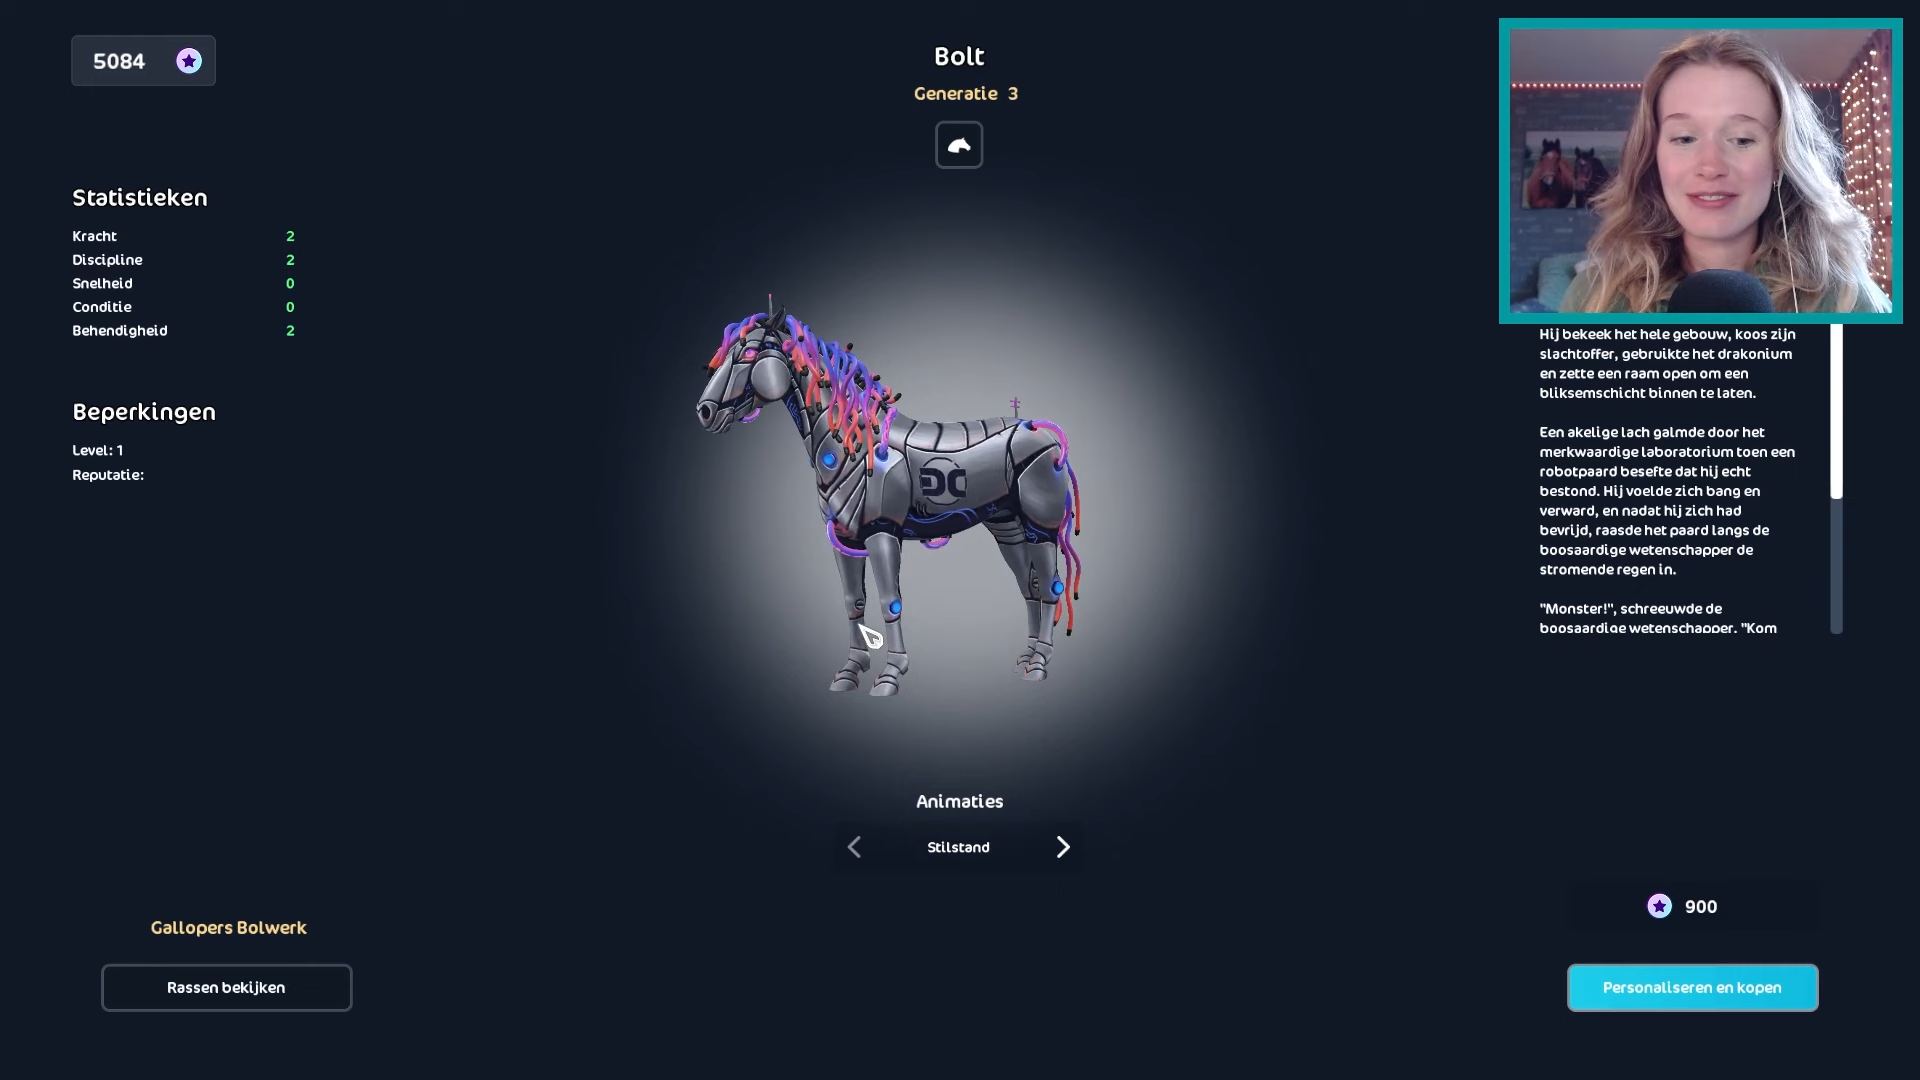 5084
Bolt
Generatie 3
Statistieken
Kracht 2
Discipline 2
Snelheid 0
Conditie 0
Behendigheid 2
Beperkingen
Level: 1
Reputatie:
DC
Hij bekeek het hele gebouw, koos zijn
slachtoffer, gebruikte het drakonium
en zette een raam open om een
bliksemschicht binnen te laten.
Een akelige lach galmde door het
merkwaardige laboratorium toen een
robotpaard besefte dat hij echt
bestond. Hij voelde zich bang en
verward, en nadat hij zich had
bevrijd, raasde het paard langs de
boosaardige wetenschapper de
stromende regen in.
"Monster!", schreeuwde de
boosaardige wetenschapper. "Kom
Animaties
Stilstand
Gallopers Bolwerk
Rassen bekijken
900
Personaliseren en kopen